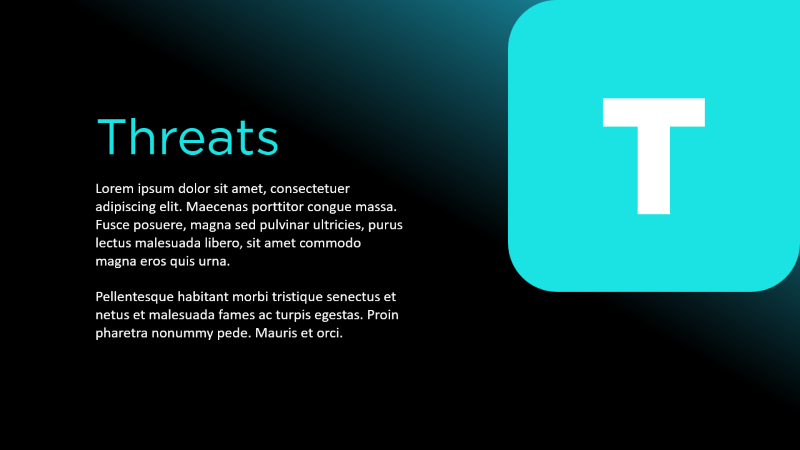 Threats
Lorem ipsum dolor sit amet, consectetuer
adipiscing elit. Maecenas porttitor congue massa.
Fusce posuere, magna sed pulvinar ultricies, purus
lectus malesuada libero, sit amet commodo
magna eros quis urna.
Pellentesque habitant morbi tristique senectus et
netus et malesuada fames ac turpis egestas. Proin
pharetra nonummy pede. Mauris et orci.
T